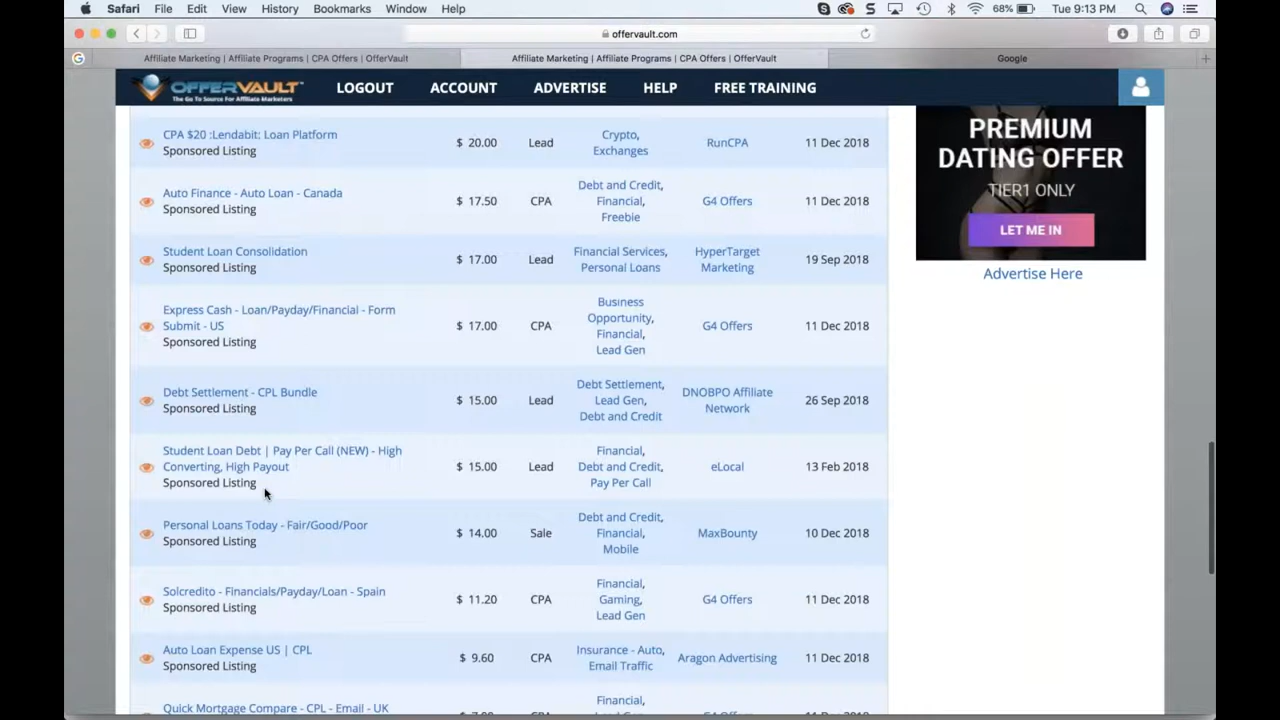 Safari File Edit View History Bookmarks Window Help 68% Tue 9:13 PM
offervault.com
Affiliate Marketing | Affiliate Programs | CPA Offers | OfferVault Affiliate Marketing | Affiliate Programs | CPA Offers | OfferVault Google
OFFERVAULT LOGOUT ACCOUNT ADVERTISE HELP FREE TRAINING
The Go To Source For Affiliate Marketers
CPA $20 :Lendabit: Loan Platform
Sponsored Listing
$ 20.00 Lead
Crypto,
Exchanges
RunCPA 11 Dec 2018
Auto Finance - Auto Loan - Canada
Sponsored Listing
$ 17.50 CPA
Debt and Credit,
Financial,
Freebie
G4 Offers 11 Dec 2018
Student Loan Consolidation
Sponsored Listing
$ 17.00 Lead
Financial Services,
Personal Loans
HyperTarget
Marketing
19 Sep 2018
Express Cash - Loan/Payday/Financial - Form
Submit - US
Sponsored Listing
$ 17.00 CPA
Business
Opportunity,
Financial,
Lead Gen
G4 Offers 11 Dec 2018
Debt Settlement - CPL Bundle
Sponsored Listing
$ 15.00 Lead
Debt Settlement,
Lead Gen,
Debt and Credit
DNOBPO Affiliate
Network
26 Sep 2018
Student Loan Debt | Pay Per Call (NEW) - High
Converting, High Payout
Sponsored Listing
$ 15.00 Lead
Financial,
Debt and Credit,
Pay Per Call
eLocal 13 Feb 2018
Personal Loans Today - Fair/Good/Poor
Sponsored Listing
$ 14.00 Sale
Debt and Credit,
Financial,
Mobile
MaxBounty 10 Dec 2018
Solcredito - Financials/Payday/Loan - Spain
Sponsored Listing
$ 11.20 CPA
Financial,
Gaming,
Lead Gen
G4 Offers 11 Dec 2018
Auto Loan Expense US | CPL
Sponsored Listing
$ 9.60 CPA
Insurance - Auto,
Email Traffic
Aragon Advertising 11 Dec 2018
Quick Mortgage Compare - CPL - Email - UK
Financial,
PREMIUM
DATING OFFER
TIER1 ONLY
LET ME IN
Advertise Here